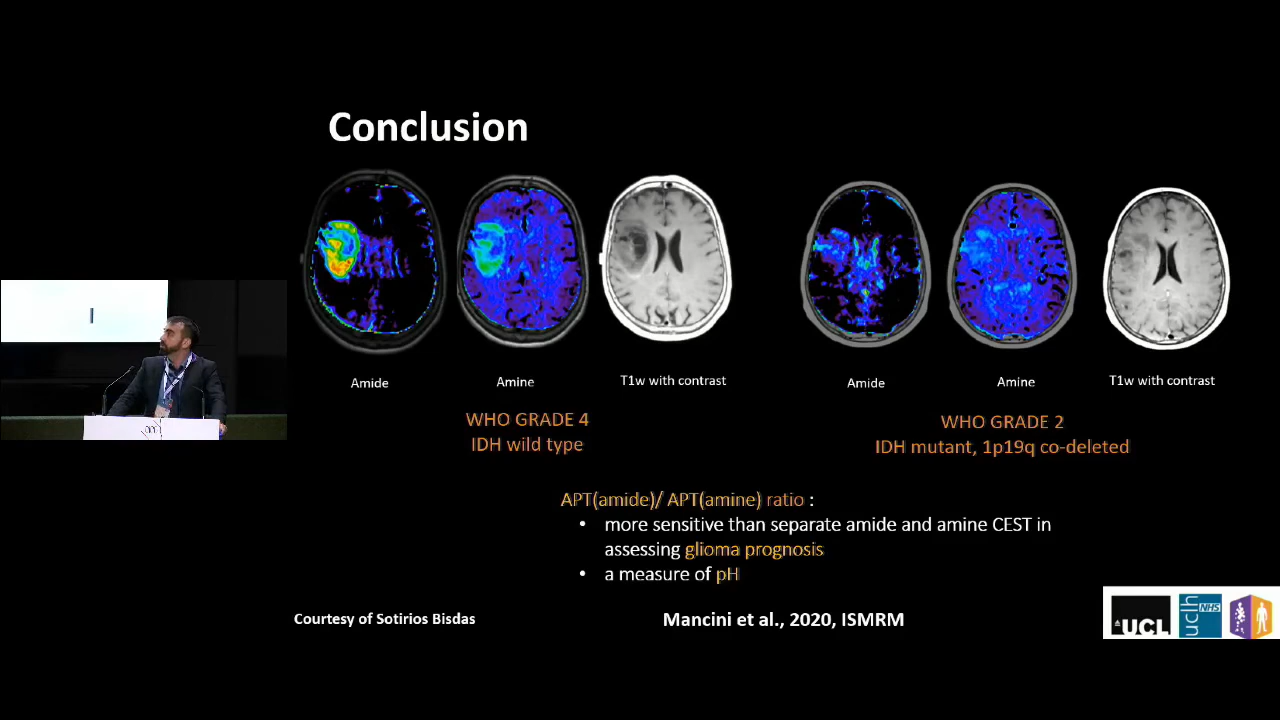 Conclusion
Amide
Amine
T1w with contrast
Amide
Amine
T1w with contrast
WHO GRADE 4
IDH wild type
WHO GRADE 2
IDH mutant, 1p19q co-deleted
APT(amide)/ APT(amine) ratio :
• more sensitive than separate amide and amine CEST in
assessing glioma prognosis
• a measure of pH
Courtesy of Sotirios Bisdas
Mancini et al., 2020, ISMRM
UCL
uclh
NHS